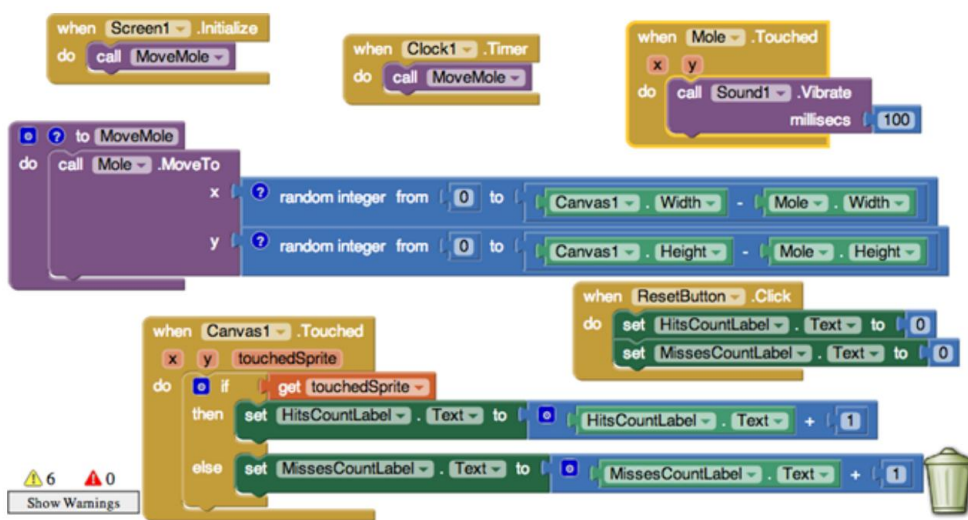 when Screen1 .Initialize
do call MoveMole
when Clock1 .Timer
do call MoveMole
when Mole .Touched
x y
do call Sound1 .Vibrate
millisecs 100
to MoveMole
do call Mole .MoveTo
x random integer from 0 to Canvas1 . Width - Mole . Width
y random integer from 0 to Canvas1 . Height - Mole . Height
when ResetButton .Click
do set HitsCountLabel . Text to 0
set MissesCountLabel . Text to 0
when Canvas1 .Touched
x y touchedSprite
do if get touchedSprite
then set HitsCountLabel . Text to HitsCountLabel . Text + 1
else set MissesCountLabel . Text to MissesCountLabel . Text + 1
6 0
Show Warnings